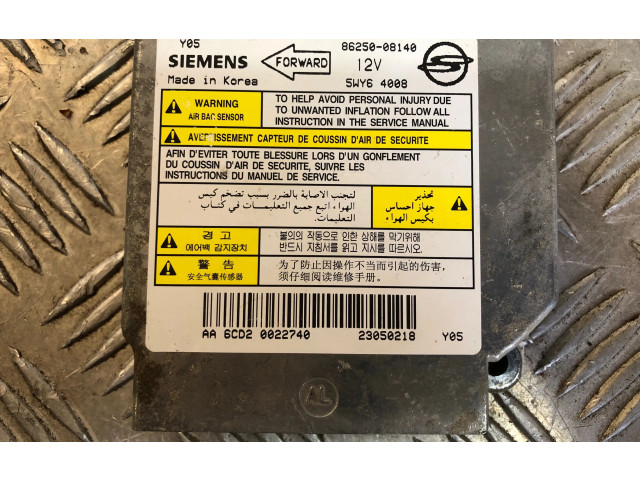 Y05
86250-08140
SIEMENS
FORWARD
12V
Made in Korea
5WY6 4008
WARNING
AIR BAG SENSOR
TO HELP AVOID PERSONAL INJURY DUE
TO UNWANTED INFLATION FOLLOW ALL
INSTRUCTION IN THE SERVICE MANUAL
AVERTISSEMENT CAPTEUR DE COUSSIN D'AIR DE SECURITE
AFIN D'EVITER TOUTE BLESSURE LORS D'UN GONFLEMENT
DU COUSSIN D'AIR DE SECURITE, SUIVRE LES
INSTRUCTIONS DU MANUEL DE SERVICE.
تحذير
جهاز احساس
بكيس الهواء
لتجنب الاصابة بالضرر بسبب تضخم كيس
الهواء اتبع جميع التعليمات في كتاب
التعليمات.
경 고
에어백 감지장치
불의의 작동으로 인한 상해를 막기위해
반드시 지침서를 읽고 지시를 따르시오.
警 告
安全气囊传感器
为了防止因操作不当而引起的伤害,
须仔细阅读维修手册。
AA 6CD2 0022740
23050218
Y05
AL